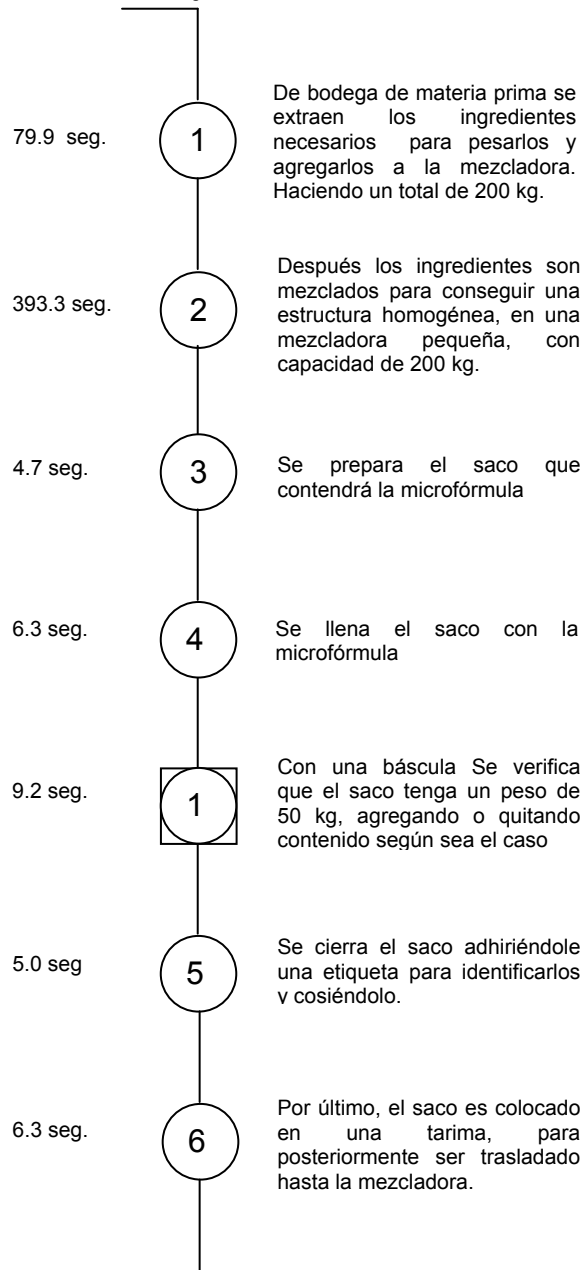 De bodega de materia prima se
extraen los ingredientes
79.9 seg. 1 necesarios para pesarlos y
agregarlos a la mezcladora.
Haciendo un total de 200 kg.
Después los ingredientes son
mezclados para conseguir una
393.3 seg. 2 estructura homogénea, en una
mezcladora pequeña, con
capacidad de 200 kg.
4.7 seg. 3 Se prepara el saco que
contendrá la microfórmula
6.3 seg. 4 Se llena el saco con la
microfórmula
Con una báscula Se verifica
9.2 seg. 1 que el saco tenga un peso de
50 kg, agregando o quitando
contenido según sea el caso
Se cierra el saco adhiriéndole
5.0 seg 5 una etiqueta para identificarlos
y cosiéndolo.
Por último, el saco es colocado
6.3 seg. 6 en una tarima, para
posteriormente ser trasladado
hasta la mezcladora.